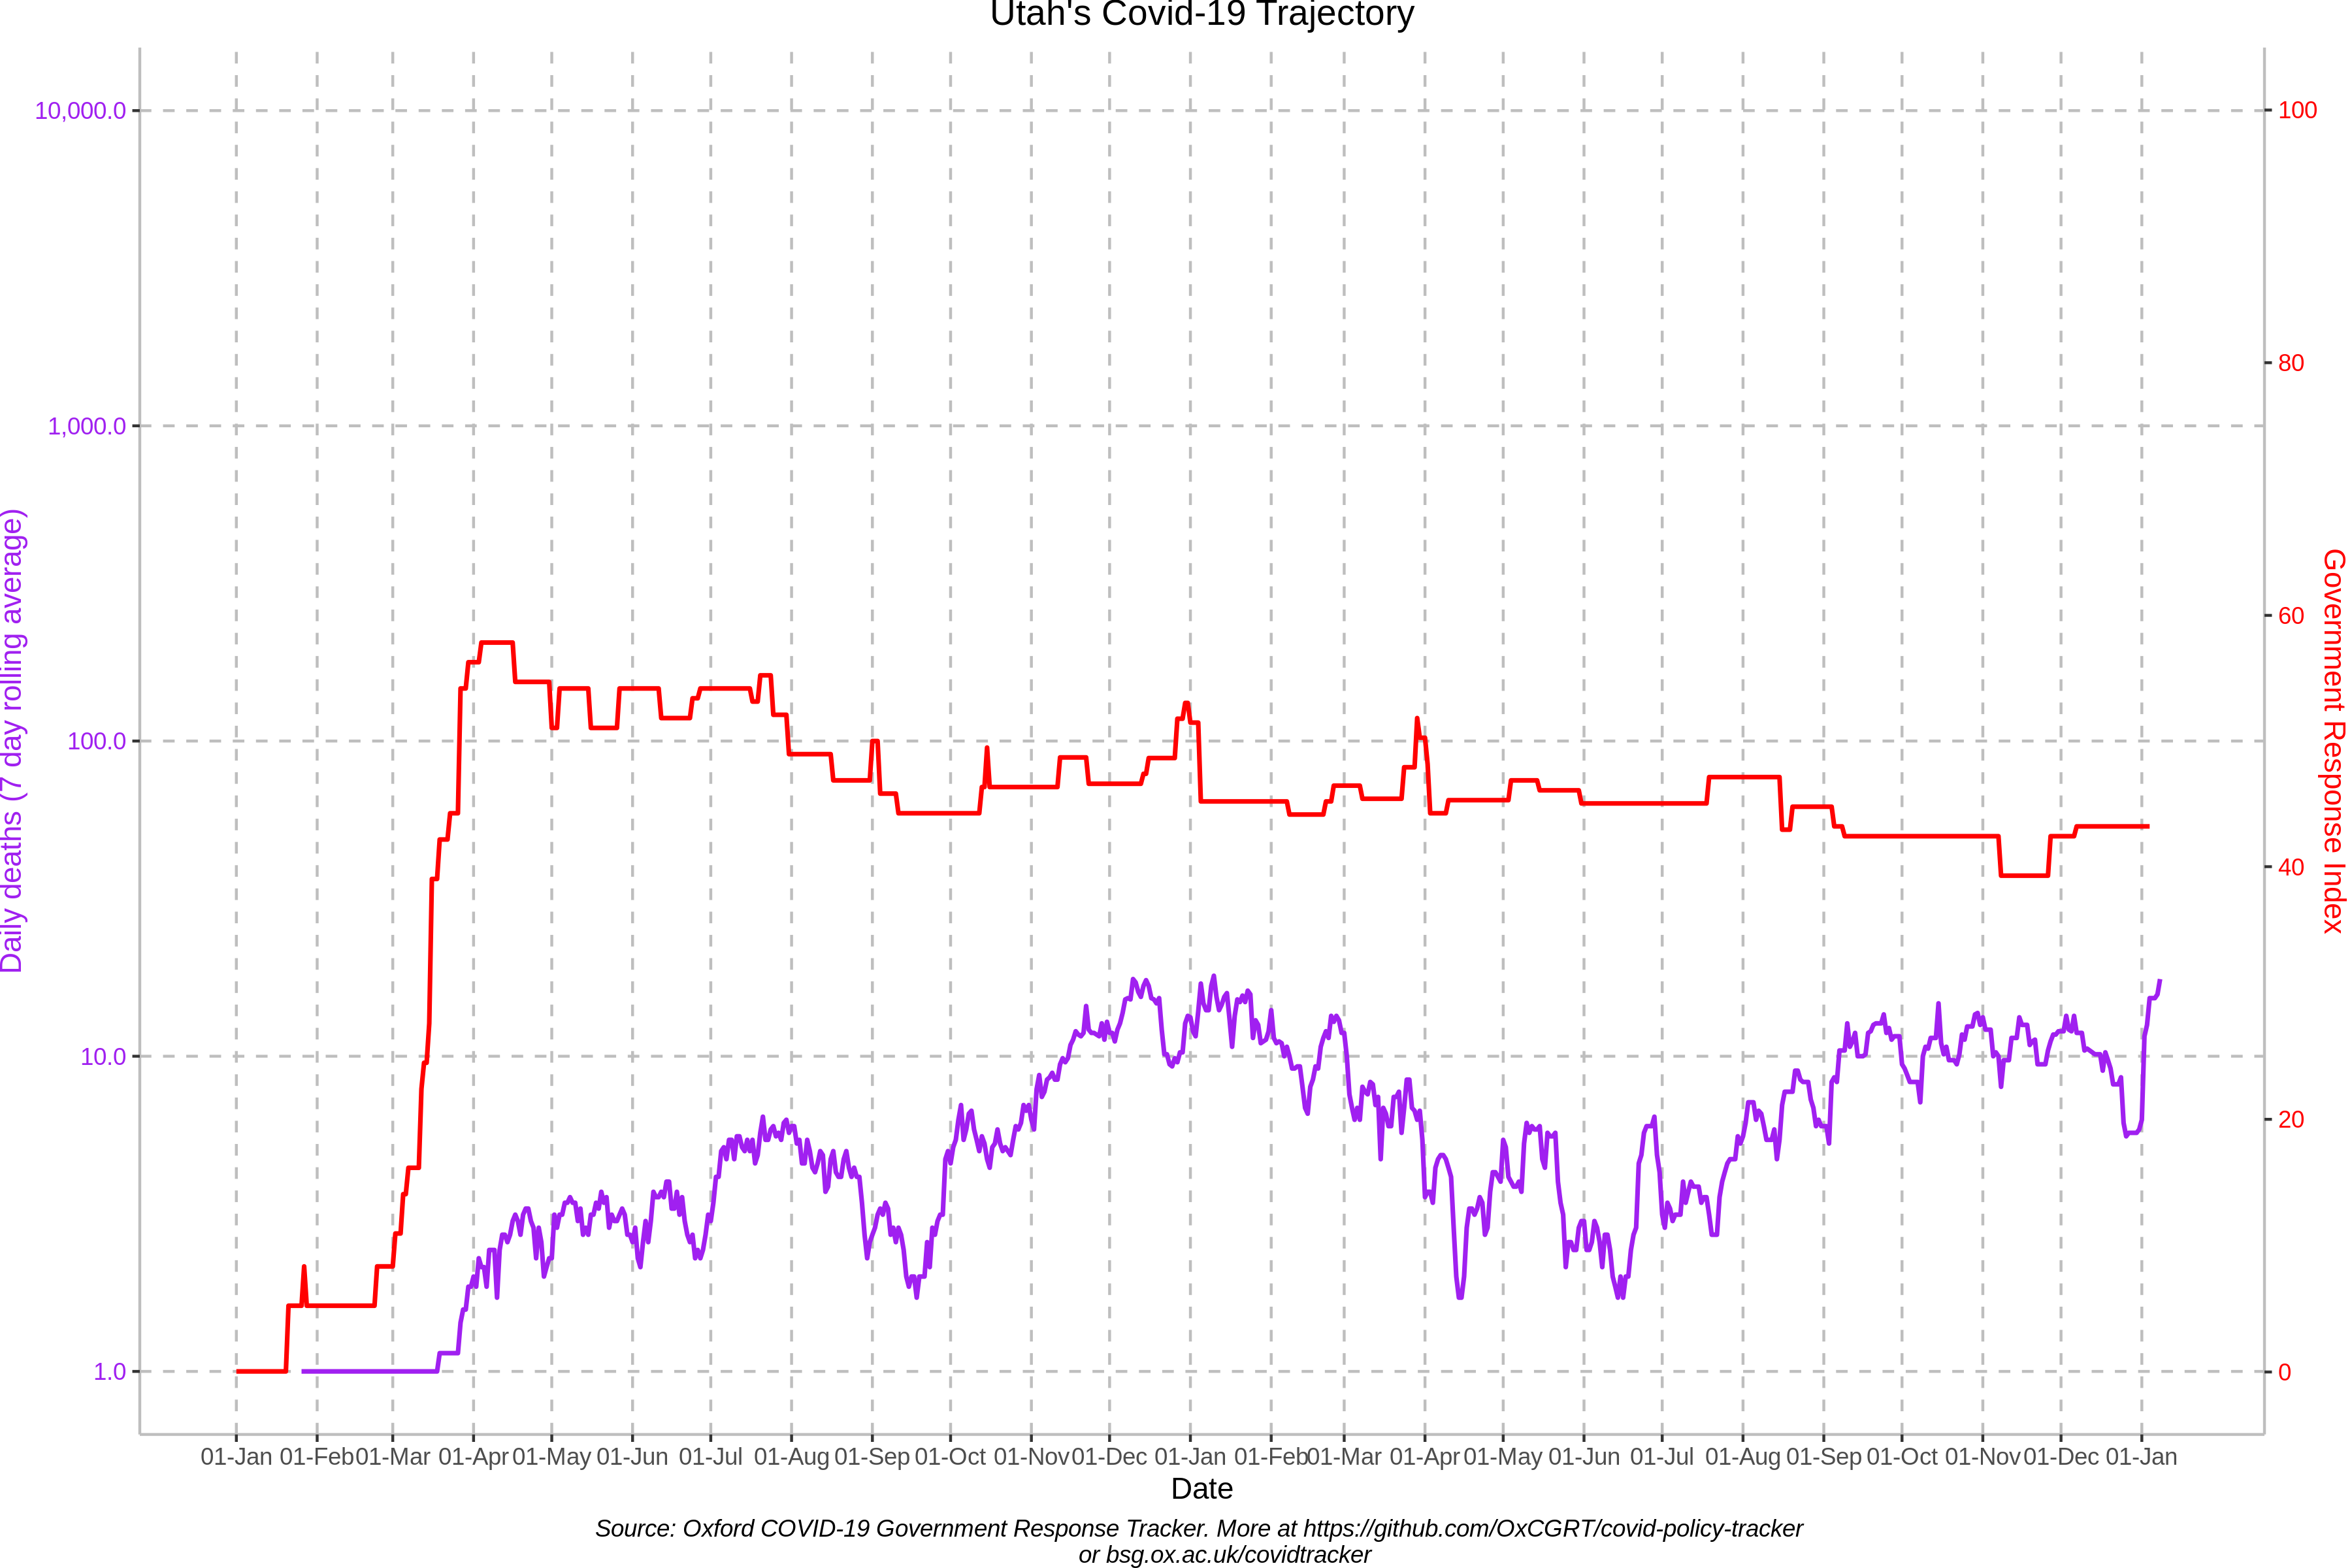 Utah's Covid-19 Trajectory
10,000.0
1,000.0
100.0
10.0
1.0
Daily deaths (7 day rolling average)
100
80
60
40
20
0
Government Response Index
01-Jan 01-Feb 01-Mar 01-Apr 01-May 01-Jun 01-Jul 01-Aug 01-Sep 01-Oct 01-Nov 01-Dec 01-Jan 01-Feb 01-Mar 01-Apr 01-May 01-Jun 01-Jul 01-Aug 01-Sep 01-Oct 01-Nov 01-Dec 01-Jan
Date
Source: Oxford COVID-19 Government Response Tracker. More at https://github.com/OxCGRT/covid-policy-tracker
or bsg.ox.ac.uk/covidtracker